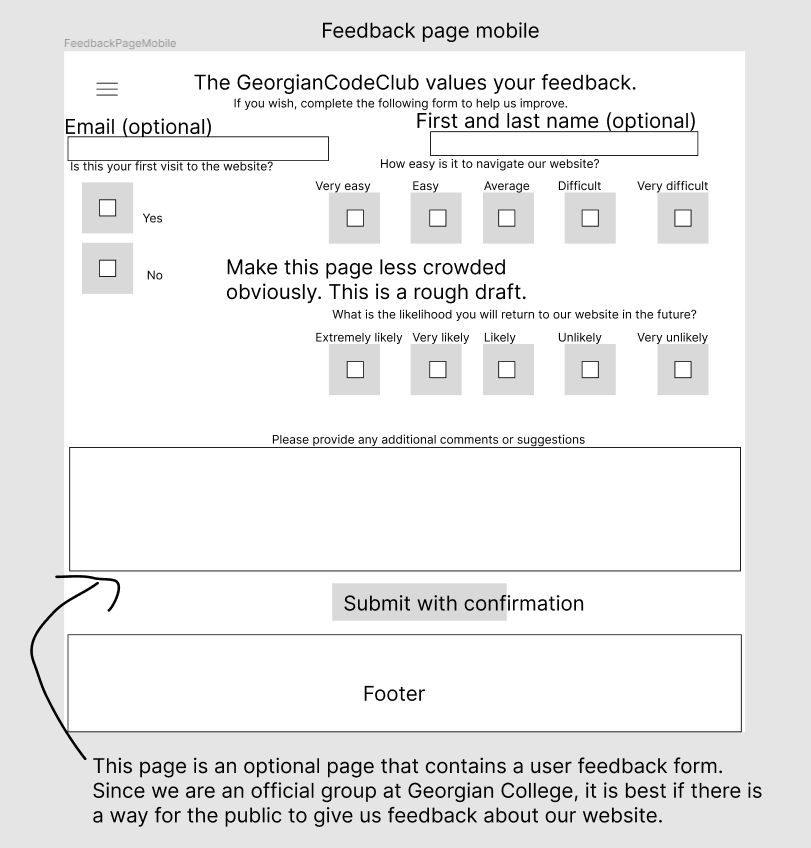 Feedback page mobile
FeedbackPageMobile
The GeorgianCodeClub values your feedback.
If you wish, complete the following form to help us improve.
Email (optional)
First and last name (optional)
Is this your first visit to the website?
How easy is it to navigate our website?
Very easy Easy Average Difficult Very difficult
Yes
No
Make this page less crowded
obviously. This is a rough draft.
What is the likelihood you will return to our website in the future?
Extremely likely Very likely Likely Unlikely Very unlikely
Please provide any additional comments or suggestions
Submit with confirmation
Footer
This page is an optional page that contains a user feedback form.
Since we are an official group at Georgian College, it is best if there is
a way for the public to give us feedback about our website.